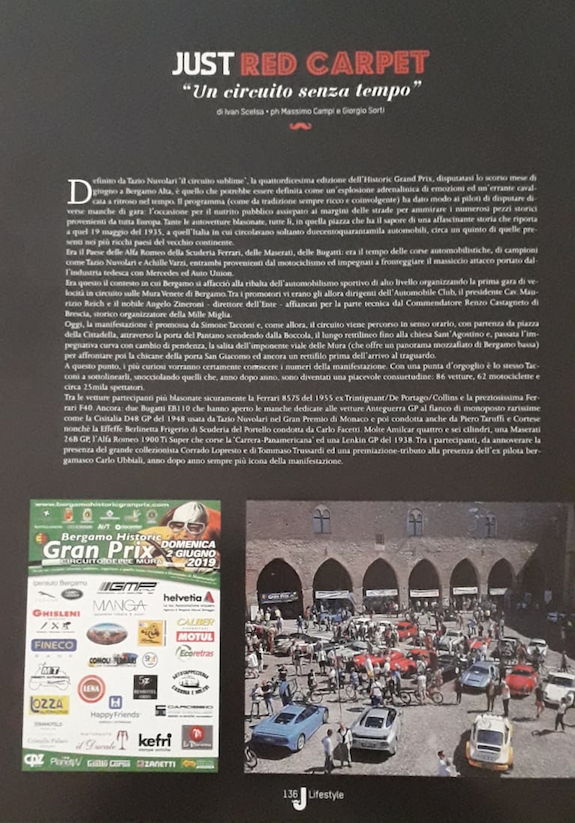 JUST RED CARPET
“Un circuito senza tempo”
di Ivan Scelsa • ph Massimo Campi e Giorgio Sorti
Definito da Tazio Nuvolari ‘il circuito sublime’, la quattordicesima edizione dell’Historic Grand Prix, disputatasi lo scorso mese di
giugno a Bergamo Alta, è quello che potrebbe essere definita come un’esplosione adrenalinica di emozioni ed un’errante caval-
cata a ritroso nel tempo. Il programma (come da tradizione sempre ricco e coinvolgente) ha dato modo ai piloti di disputare di-
verse manche di gara: l’occasione per il nutrito pubblico assiepato ai margini delle strade per ammirare i numerosi pezzi storici
provenienti da tutta Europa. Tante le autovetture blasonate, tutte lì, in quella piazza che ha il sapore di una affascinante storia che riporta
a quel 19 maggio del 1935, a quell’Italia in cui circolavano soltanto duecentoquarantamila automobili, circa un quinto di quelle pre-
senti nei più ricchi paesi del vecchio continente.
Era il Paese delle Alfa Romeo della Scuderia Ferrari, delle Maserati, delle Bugatti: era il tempo delle corse automobilistiche, di campioni
come Tazio Nuvolari e Achille Varzi, entrambi provenienti dal motociclismo ed impegnati a fronteggiare il massiccio attacco portato dal-
l’industria tedesca con Mercedes ed Auto Union.
Era questo il contesto in cui Bergamo si affacciò alla ribalta dell’automobilismo sportivo di alto livello organizzando la prima gara di ve-
locità in circuito sulle Mura Venete di Bergamo. Tra i promotori vi erano gli allora dirigenti dell’Automobile Club, il presidente Cav. Mau-
rizio Reich e il nobile Angelo Zineroni - direttore dell’Ente - affiancati per la parte tecnica dal Commendatore Renzo Castagneto di
Brescia, storico organizzatore della Mille Miglia.
Oggi, la manifestazione è promossa da Simone Tacconi e, come allora, il circuito viene percorso in senso orario, con partenza da piazza
della Cittadella, attraverso la porta del Pantano scendendo dalla Boccola, il lungo rettilineo fino alla chiesa Sant’Agostino e, passata l’im-
pegnativa curva con cambio di pendenza, la salita dell’imponente viale delle Mura (che offre un panorama mozzafiato di Bergamo bassa)
per affrontare poi la chicane della porta San Giacomo ed ancora un rettifilo prima dell’arrivo al traguardo.
A questo punto, i più curiosi vorranno certamente conoscere i numeri della manifestazione. Con una punta d’orgoglio è lo stesso Tac-
coni a sottolinearli, snocciolando quelli che, anno dopo anno, sono diventati una piacevole consuetudine: 86 vetture, 62 motociclette e
circa 25mila spettatori.
Tra le vetture partecipanti più blasonate sicuramente la Ferrari 857S del 1955 ex Trintignant/De Portago/Collins e la preziosissima Fer-
rari F40. Ancora: due Bugatti EB110 che hanno aperto le manche dedicate alle vetture Anteguerra GP al fianco di monoposto rarissime
come la Cisitalia D48 GP del 1948 usata da Tazio Nuvolari nel Gran Premio di Monaco e poi condotta anche da Piero Taruffi e Cortese
nonché la Effeffe Berlinetta Frigerio di Scuderia del Portello condotta da Carlo Facetti. Molte Amilcar quattro e sei cilindri, una Maserati
26B GP, l’Alfa Romeo 1900 Ti Super che corse la ‘Carrera-Panamericana’ ed una Lenkin GP del 1938. Tra i partecipanti, da annoverare la
presenza del grande collezionista Corrado Lopresto e di Tommaso Trussardi ed una premiazione-tributo alla presenza dell’ex pilota ber-
gamasco Carlo Ubbiali, anno dopo anno sempre più icona della manifestazione.
www.bergamohistoricgranprix.com
Bergamo Historic
Gran Prix
CIRCUITO DELLE MURA
DOMENICA
2 GIUGNO
2019
GMP
MANGA
helvetia
GHISLENI
CALIBER
MOTUL
FINECO
Ecoretras
COMOLI FERRARI
MT
LENA
OZZA
Happy Friends
CAROSSIO
il Ducale
kefri
CPZ
ZANETTI
136 J Lifestyle